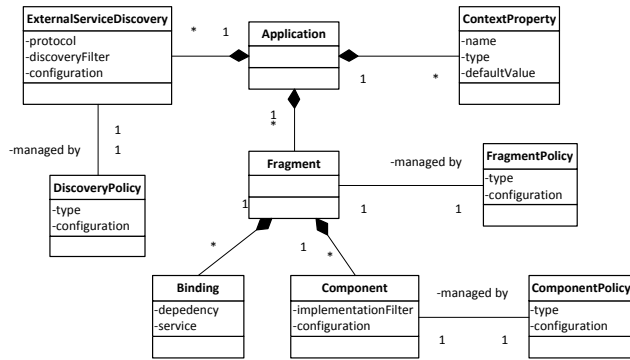 ExternalServiceDiscovery
-protocol
-discoveryFilter
-configuration
* 1
Application
ContextProperty
-name
-type
-defaultValue
1 *
1
*
1
-managed by 1
DiscoveryPolicy
-type
-configuration
Fragment
-managed by
1 1
FragmentPolicy
-type
-configuration
1
*
1 *
Binding
-depedency
-service
Component
-implementationFilter
-configuration
-managed by
1 1
ComponentPolicy
-type
-configuration